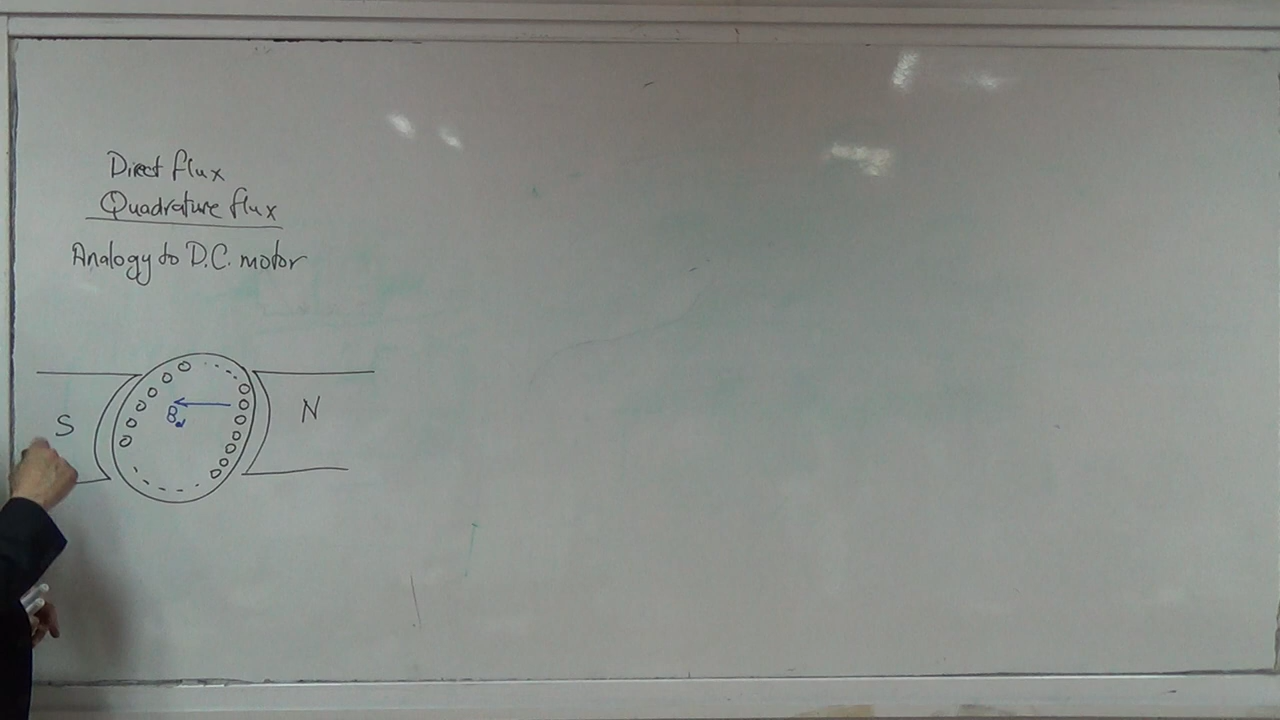 Direct flux
Quadrature flux
Analogy to D.C. motor
S
N